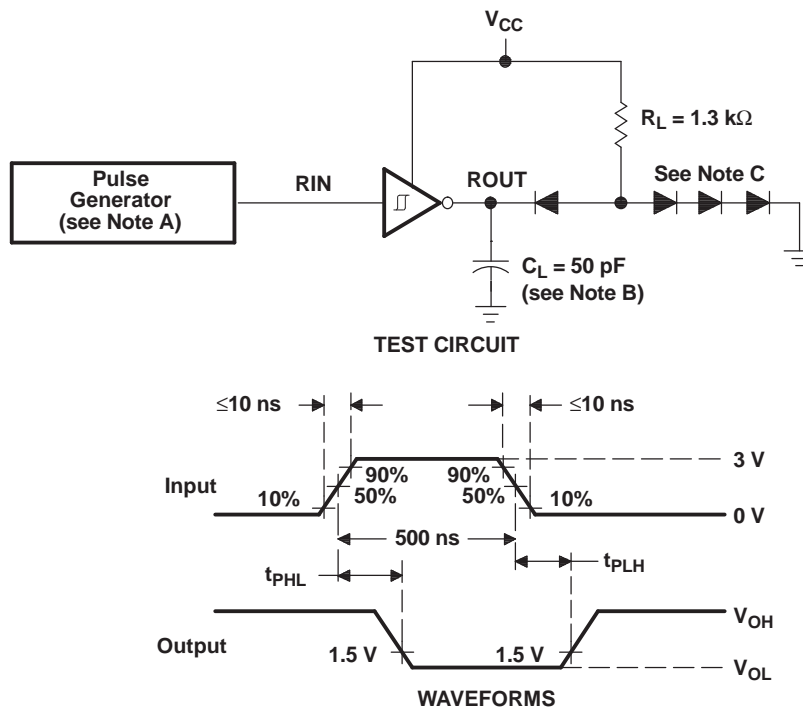 VCC
RL = 1.3 kΩ
Pulse
Generator
(see Note A)
RIN
ROUT
See Note C
CL = 50 pF
(see Note B)
TEST CIRCUIT
≤10 ns
≤10 ns
Input
10%
90%
50%
90%
50%
10%
3 V
0 V
500 ns
tPHL
tPLH
Output
1.5 V
1.5 V
VOH
VOL
WAVEFORMS